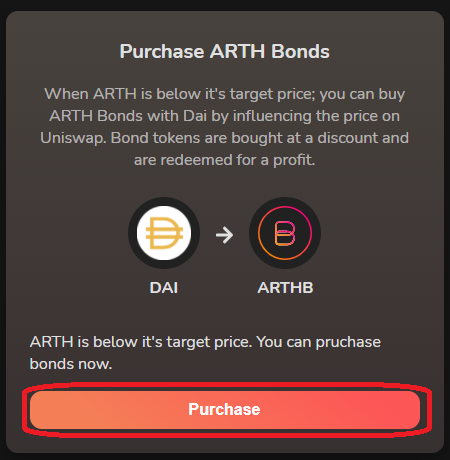 Purchase ARTH Bonds
When ARTH is below it's target price; you can buy
ARTH Bonds with Dai by influencing the price on
Uniswap. Bond tokens are bought at a discount and
are redeemed for a profit.
DAI
ARTHB
ARTH is below it's target price. You can pruchase
bonds now.
Purchase